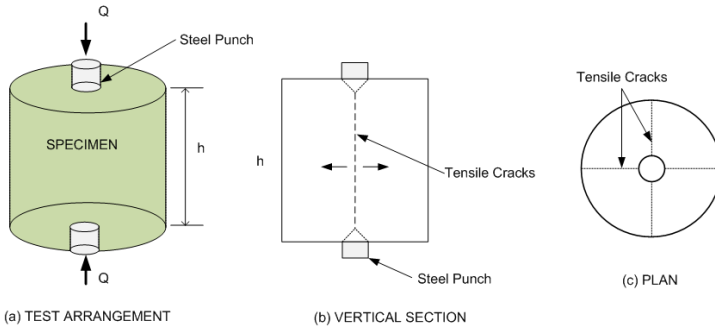 Q
Steel Punch
SPECIMEN
h
Q
(a) TEST ARRANGEMENT
h
Tensile Cracks
Steel Punch
(b) VERTICAL SECTION
Tensile Cracks
(c) PLAN